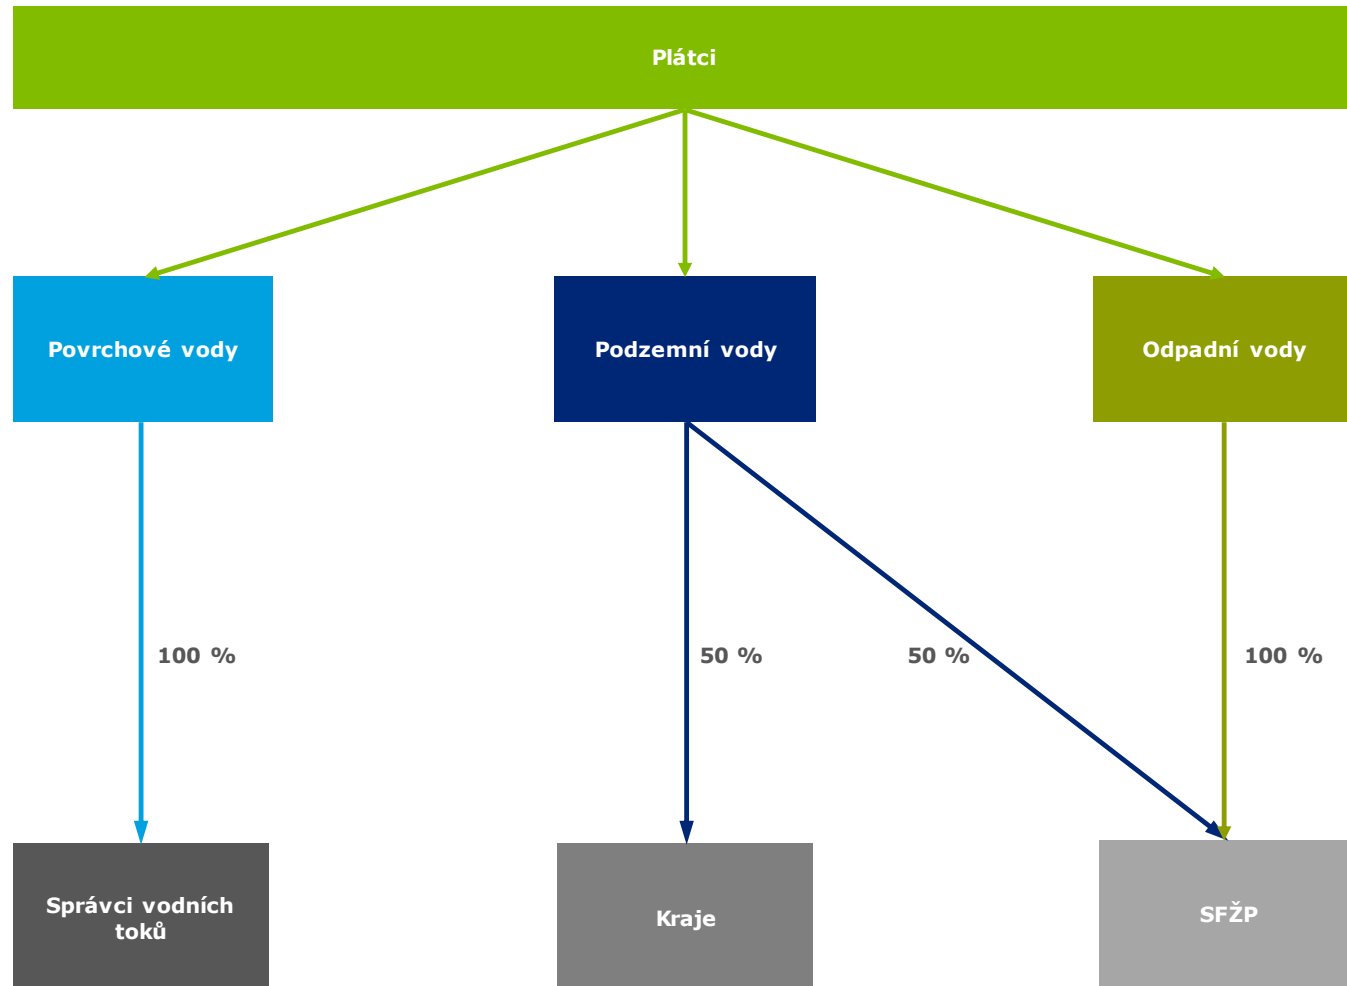 Plátci
Povrchové vody
Podzemní vody
Odpadní vody
100 %
50 %
50 %
100 %
Správci vodních
toků
Kraje
SFŽP